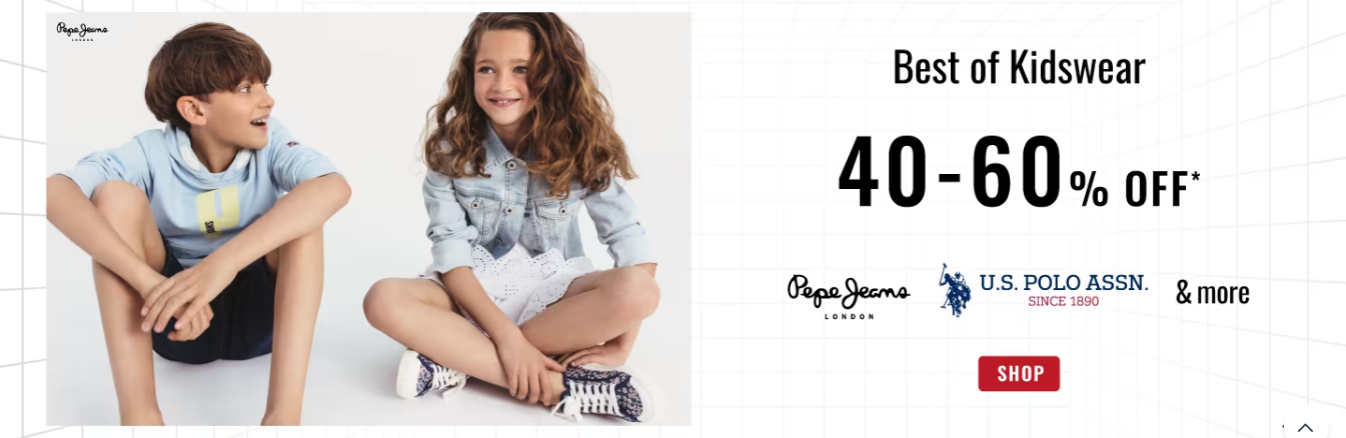 Pepe Jeans
LONDON
Best of Kidswear
40-60% OFF*
Pepe Jeans
LONDON
U.S. POLO ASSN.
SINCE 1890
& more
SHOP